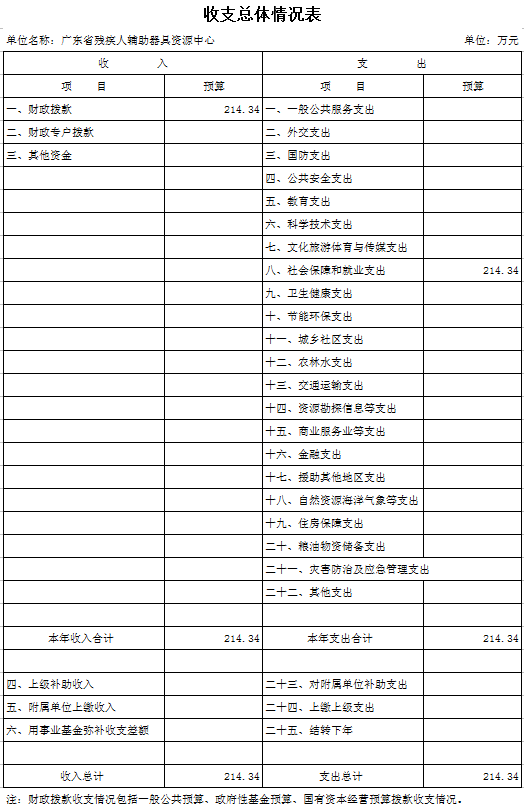 收支总体情况表
单位名称：广东省残疾人辅助器具资源中心 单位：万元
收 入 支 出
项 目 预算 项 目 预算
一、财政拨款 214.34 一、一般公共服务支出
二、财政专户拨款 二、外交支出
三、其他资金 三、国防支出
四、公共安全支出
五、教育支出
六、科学技术支出
七、文化旅游体育与传媒支出
八、社会保障和就业支出 214.34
九、卫生健康支出
十、节能环保支出
十一、城乡社区支出
十二、农林水支出
十三、交通运输支出
十四、资源勘探信息等支出
十五、商业服务业等支出
十六、金融支出
十七、援助其他地区支出
十八、自然资源海洋气象等支出
十九、住房保障支出
二十、粮油物资储备支出
二十一、灾害防治及应急管理支出
二十二、其他支出
本年收入合计 214.34 本年支出合计 214.34
四、上级补助收入 二十三、对附属单位补助支出
五、附属单位上缴收入 二十四、上缴上级支出
六、用事业基金弥补收支差额 二十五、结转下年
收入总计 214.34 支出总计 214.34
注：财政拨款收支情况包括一般公共预算、政府性基金预算、国有资本经营预算拨款收支情况。